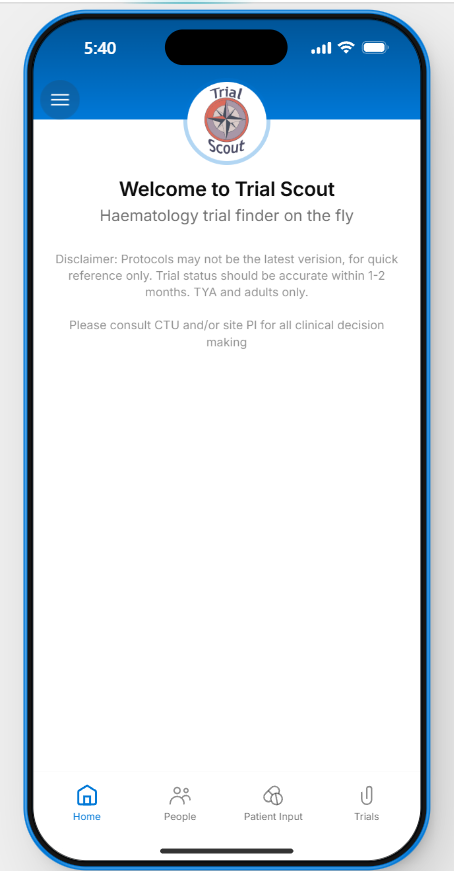 5:40
Trial
Scout
Welcome to Trial Scout
Haematology trial finder on the fly
Disclaimer: Protocols may not be the latest verision, for quick
reference only. Trial status should be accurate within 1-2
months. TYA and adults only.
Please consult CTU and/or site PI for all clinical decision
making
Home
People
Patient Input
Trials